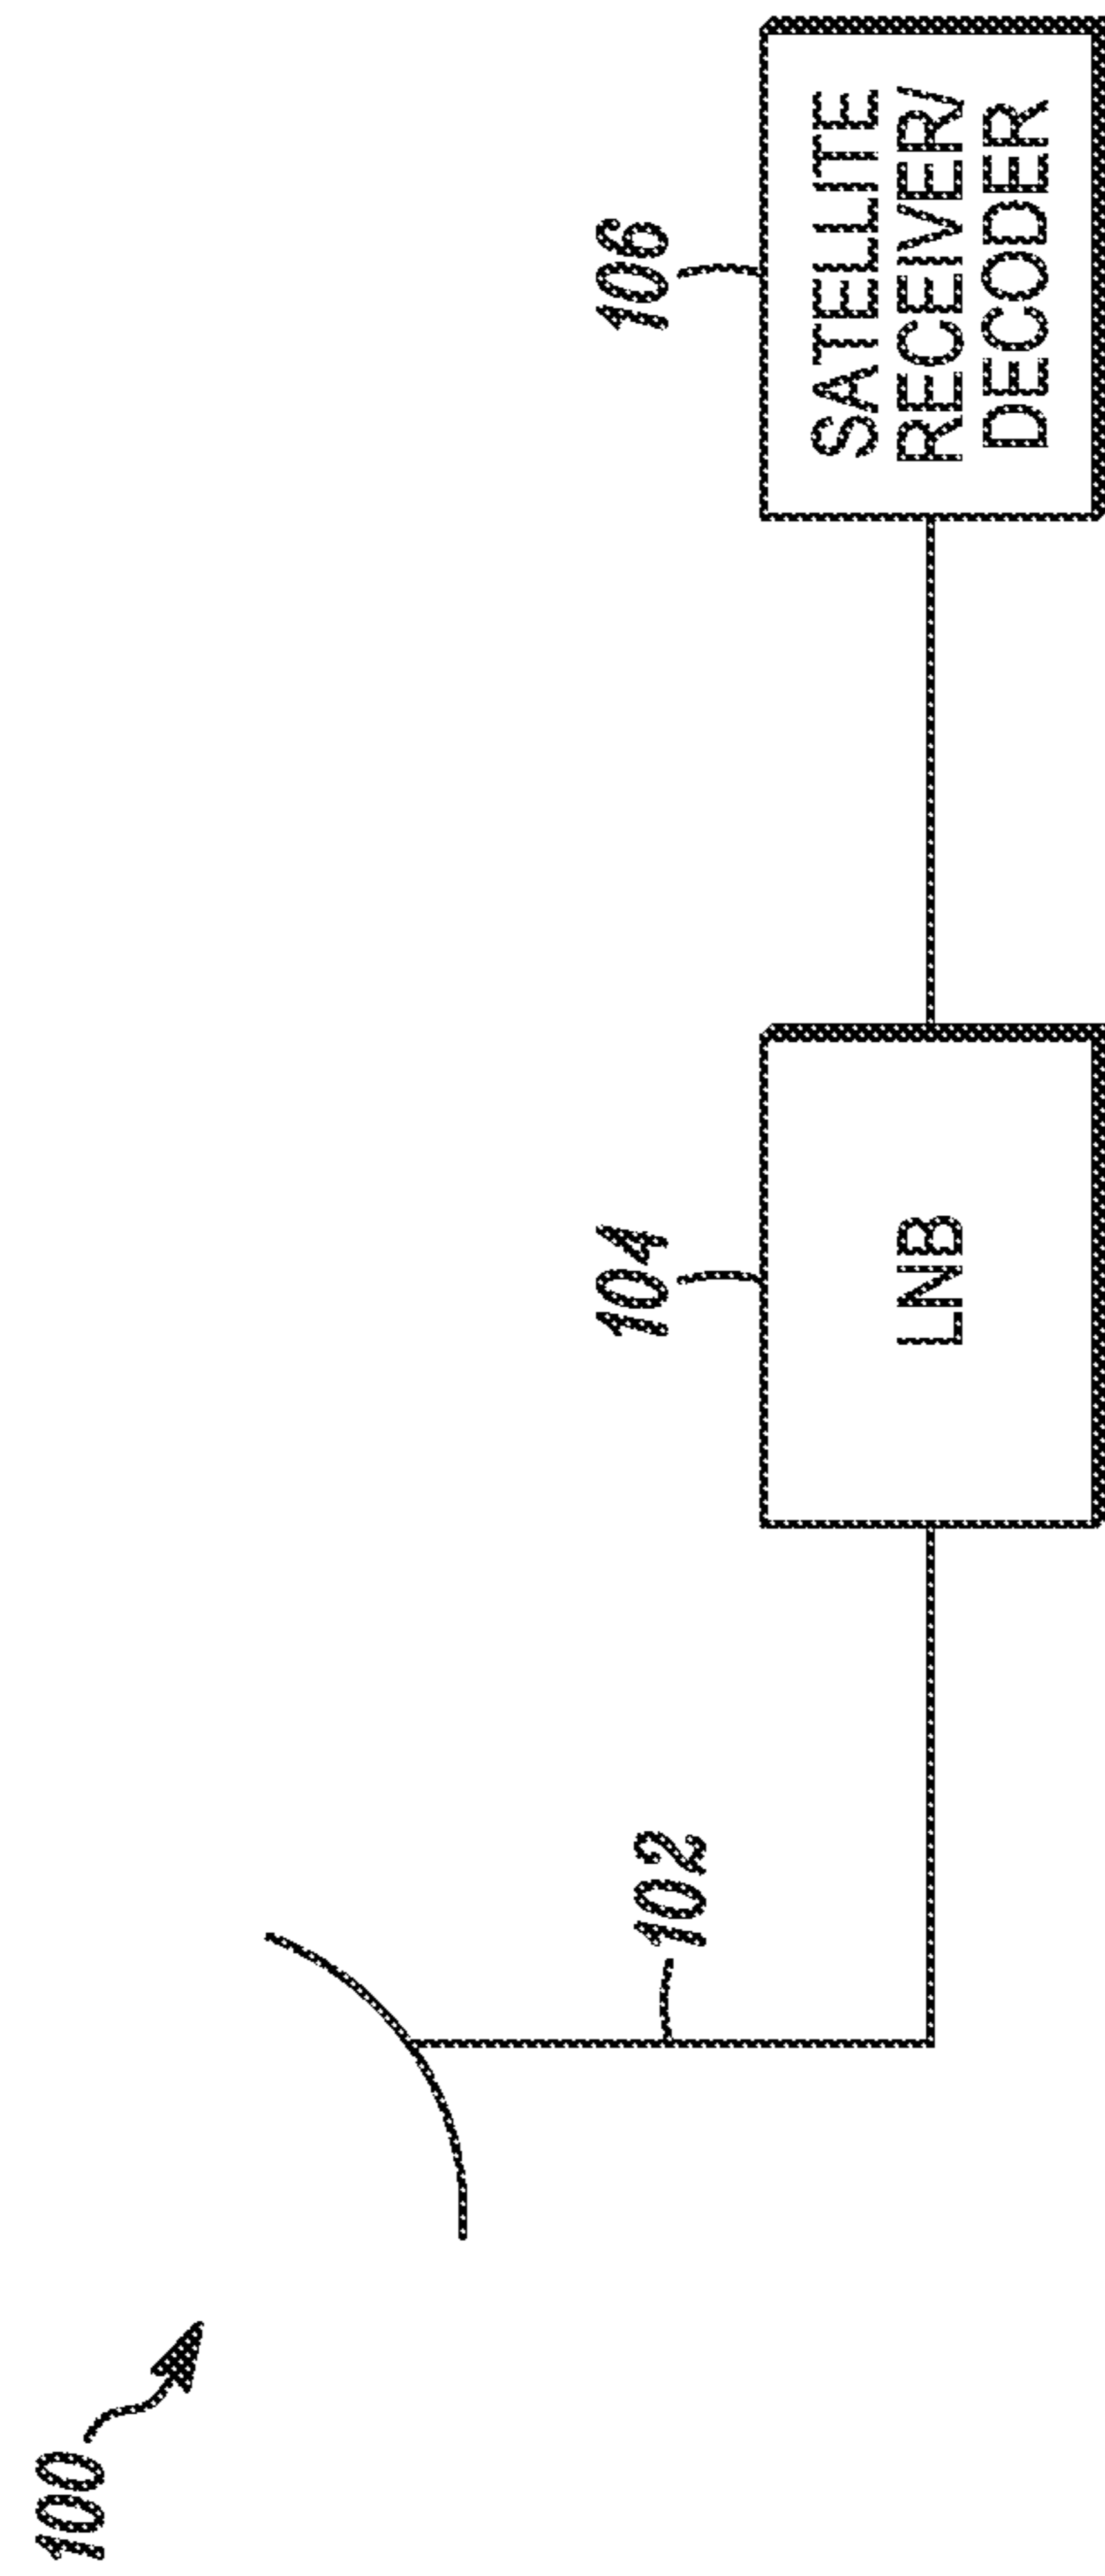 100
102
104
LNB
106
SATELLITE
RECEIVER/
DECODER